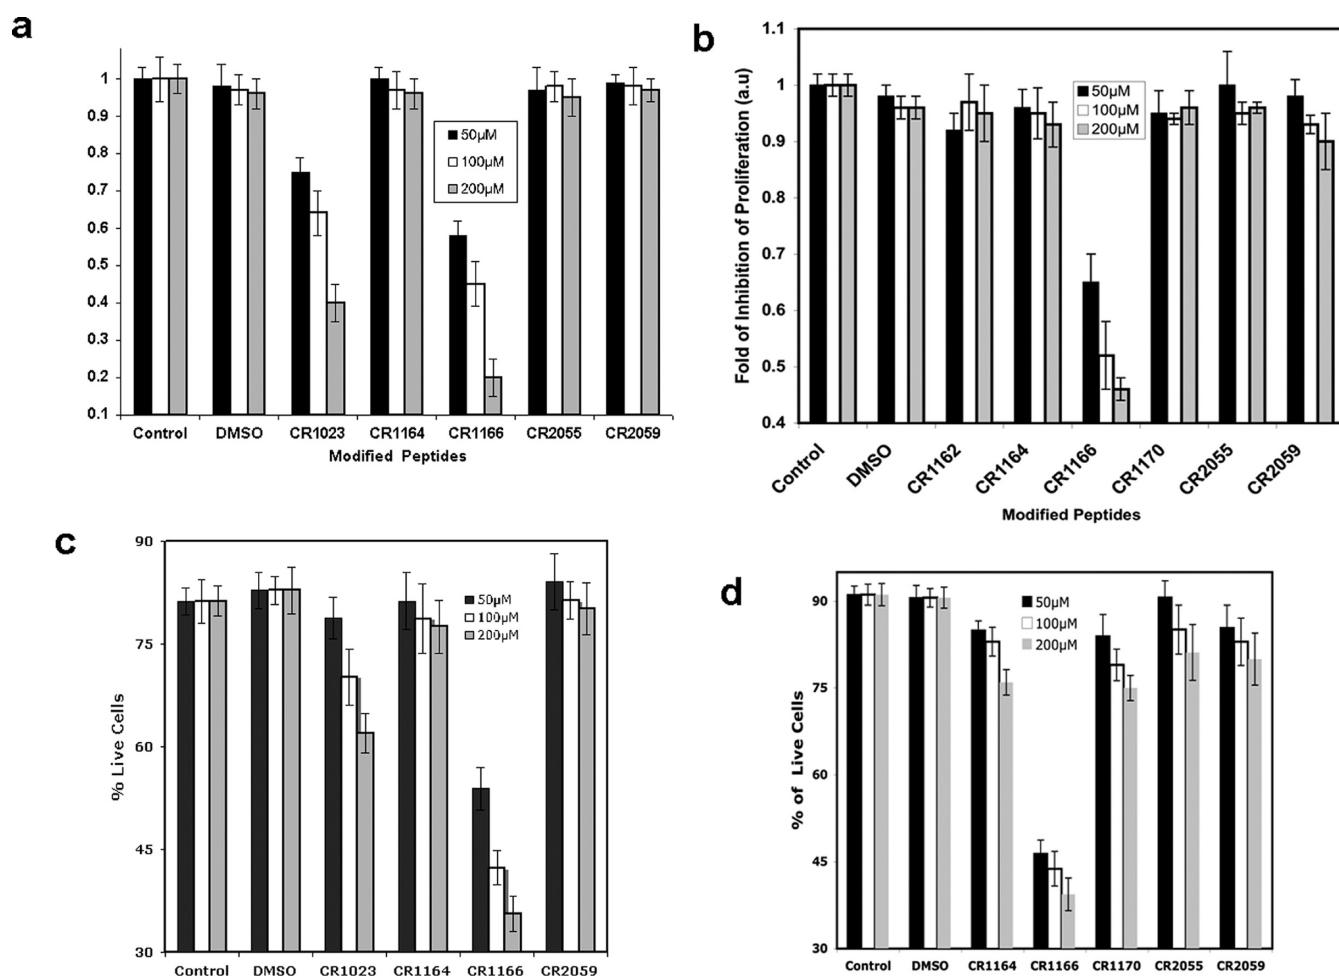 a
1
0.9
0.8
0.7
0.6
0.5
0.4
0.3
0.2
0.1
50µM
100µM
200µM
Control DMSO CR1023 CR1164 CR1166 CR2055 CR2059
Modified Peptides
b
Fold of Inhibition of Proliferation (a.u)
1.1
1
0.9
0.8
0.7
0.6
0.5
0.4
50µM
100µM
200µM
Control DMSO CR1162 CR1164 CR1166 CR1170 CR2055 CR2059
Modified Peptides
c
% Live Cells
90
75
60
45
30
50µM
100µM
200µM
Control DMSO CR1023 CR1164 CR1166 CR2059
d
% of Live Cells
90
75
60
45
30
50µM
100µM
200µM
Control DMSO CR1164 CR1166 CR1170 CR2055 CR2059